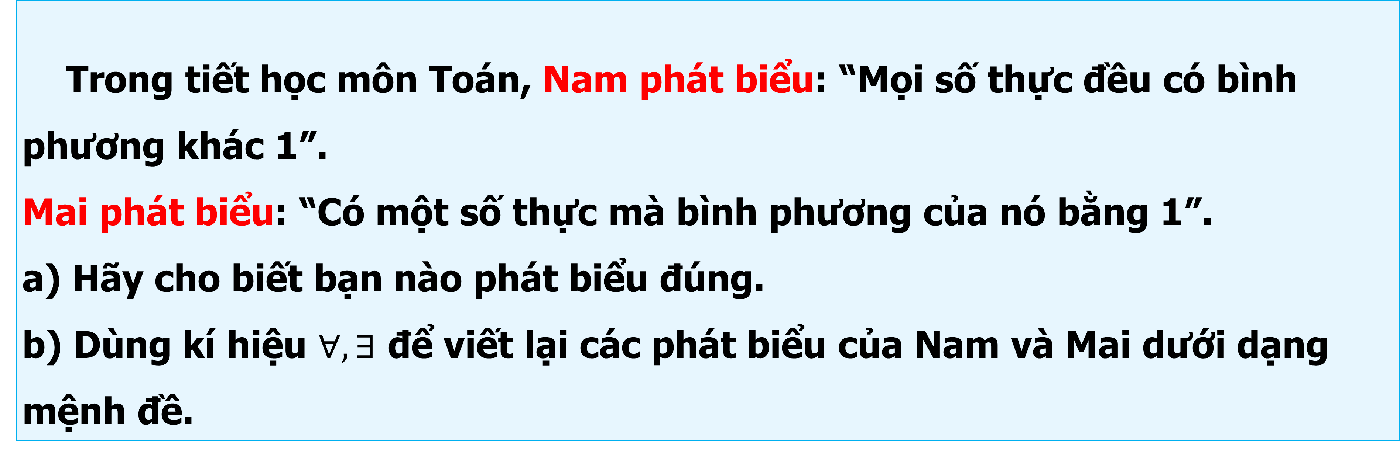 Trong tiết học môn Toán, Nam phát biểu: “Mọi số thực đều có bình
phương khác 1”.
Mai phát biểu: “Có một số thực mà bình phương của nó bằng 1”.
a) Hãy cho biết bạn nào phát biểu đúng.
b) Dùng kí hiệu ∀, ∃ để viết lại các phát biểu của Nam và Mai dưới dạng
mệnh đề.